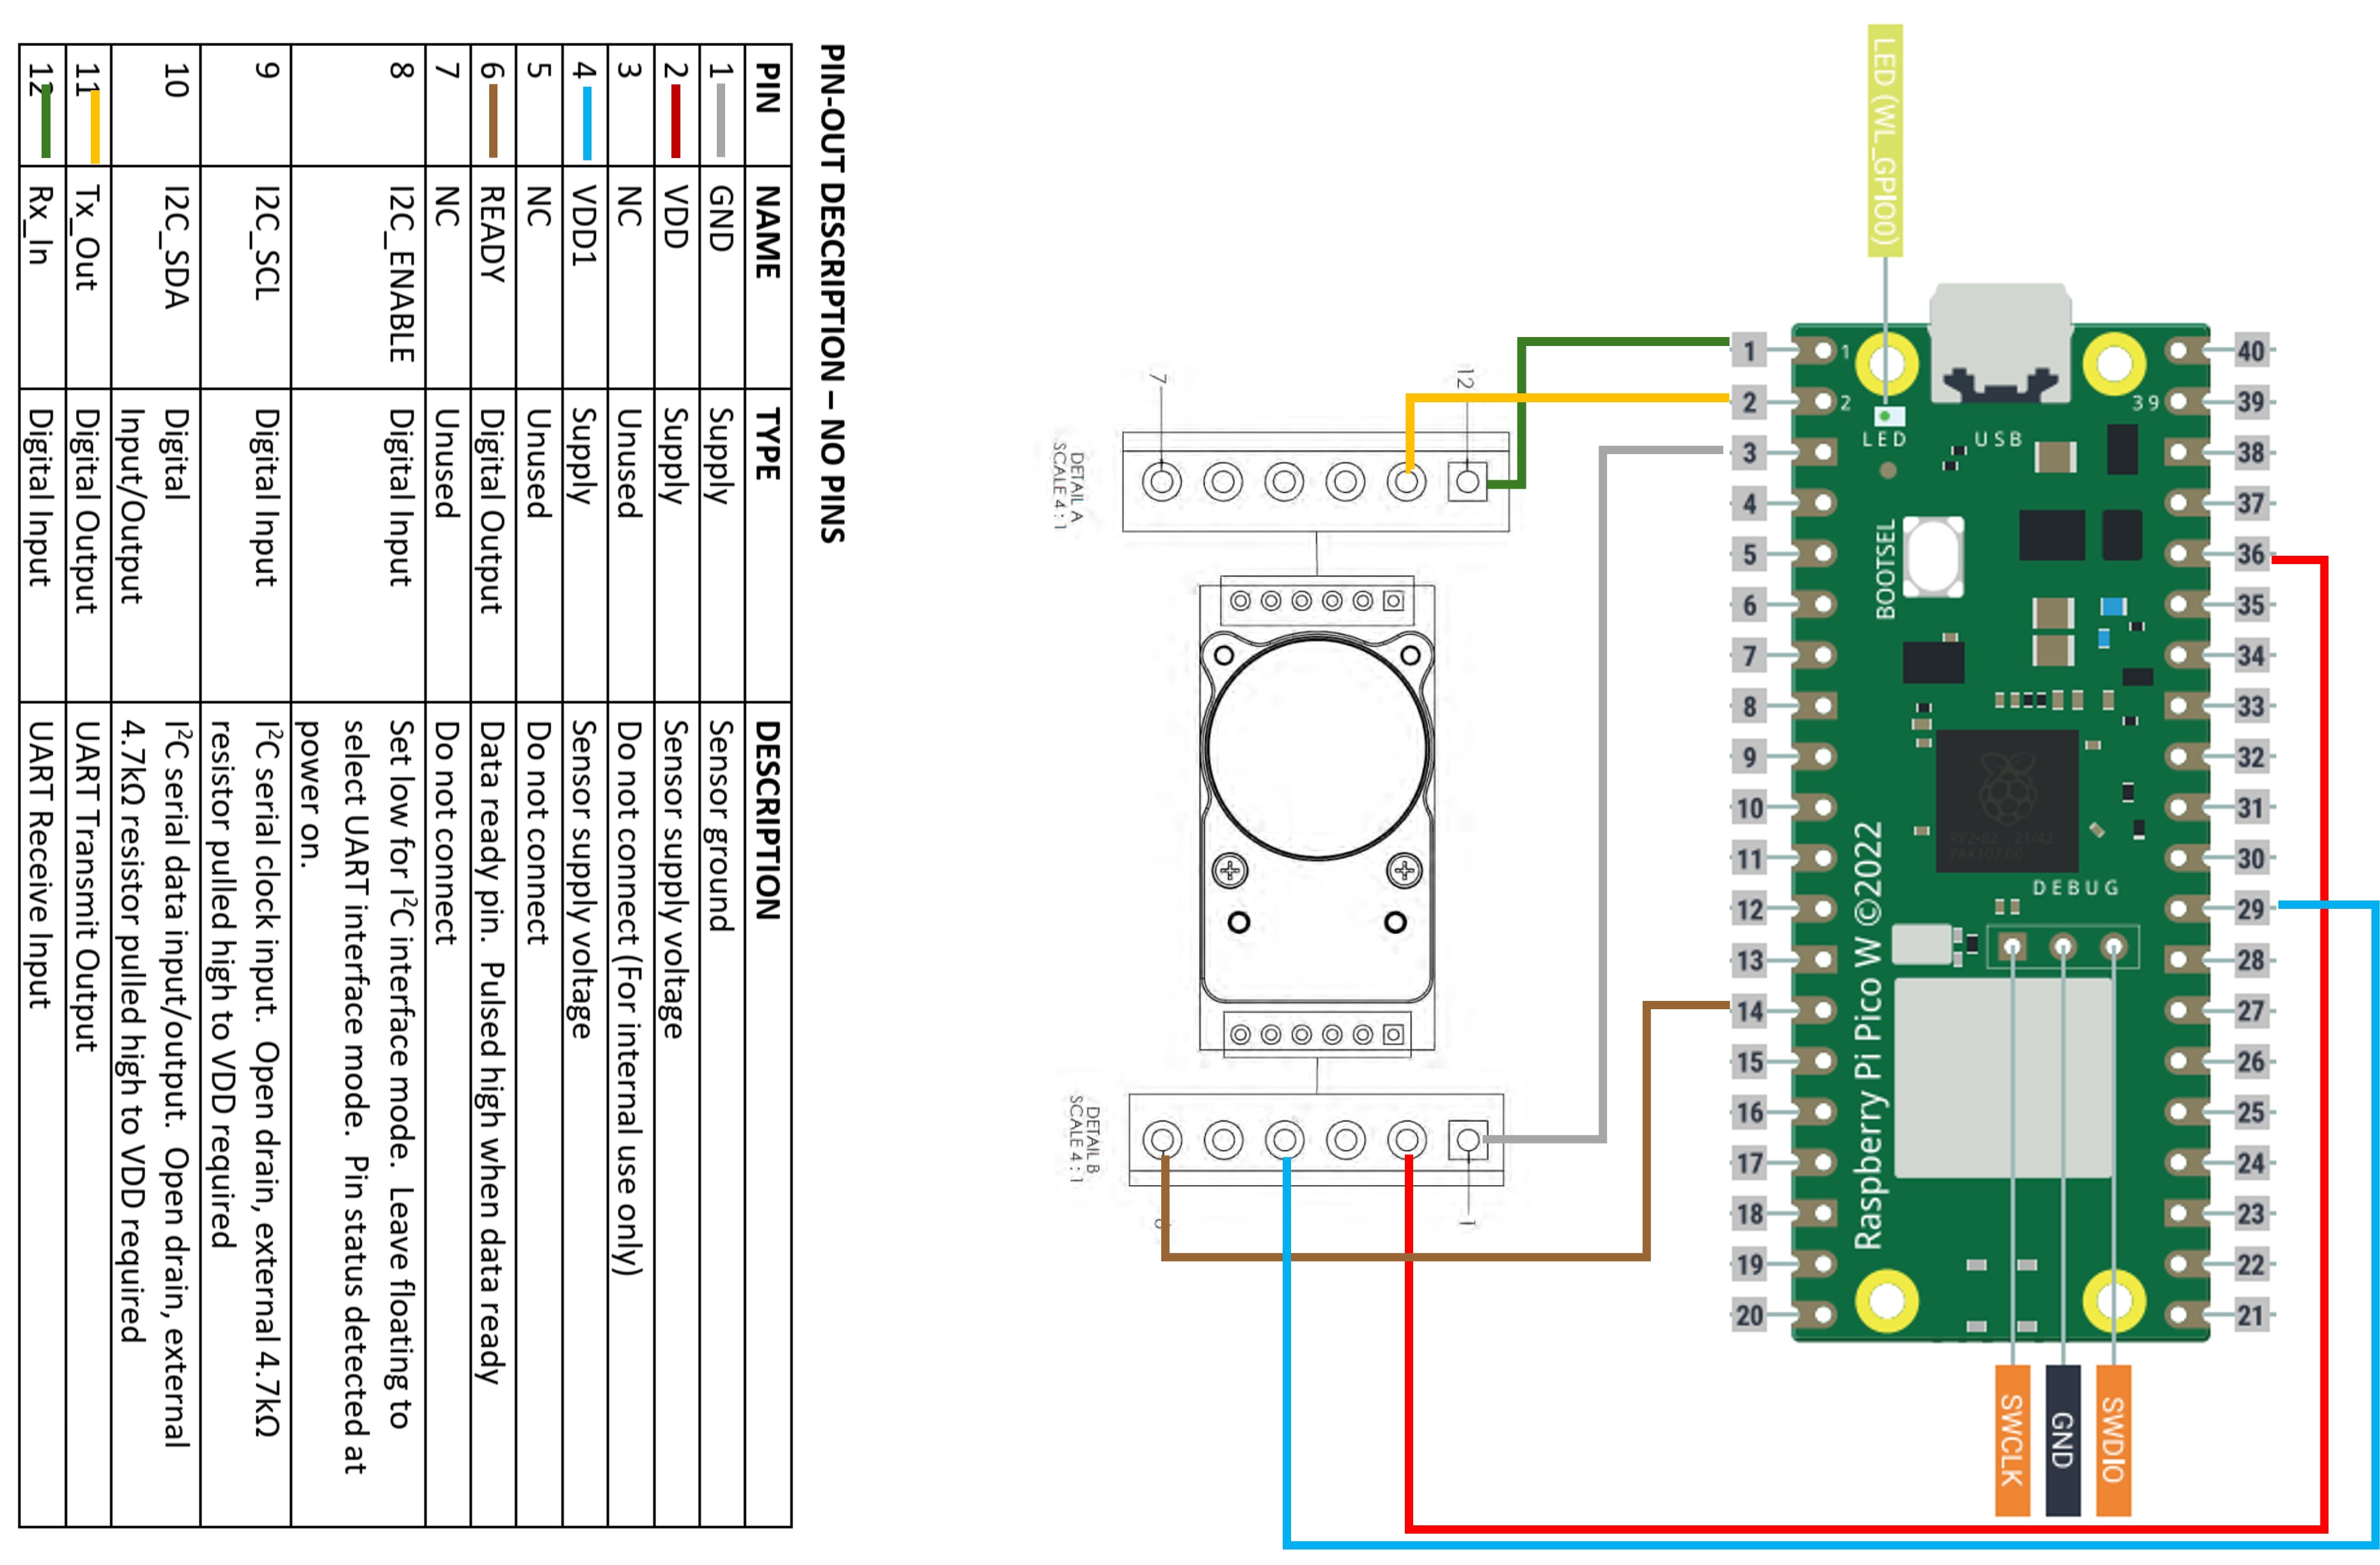 40 39 38 37 36 35 34 33 32 31 30 29 28 27 26 25 24 23 22 21
39
DEBUG
SWDIO
GND
SWCLK
USB
LED (WL_GPIO0)
LED
BOOTSEL
Raspberry Pi Pico W ©2022
1
2
1 2 3 4 5 6 7 8 9 10 11 12 13 14 15 16 17 18 19 20
12
1
7
6
DETAIL A
SCALE 4 : 1
DETAIL B
SCALE 4 : 1
PIN-OUT DESCRIPTION – NO PINS
PIN NAME TYPE DESCRIPTION
1 GND Supply Sensor ground
2 VDD Supply Sensor supply voltage
3 NC Unused Do not connect (For internal use only)
4 VDD1 Supply Sensor supply voltage
5 NC Unused Do not connect
6 READY Digital Output Data ready pin. Pulsed high when data ready
7 NC Unused Do not connect
8 I2C_ENABLE Digital Input Set low for I²C interface mode. Leave floating to
select UART interface mode. Pin status detected at
power on.
9 I2C_SCL Digital Input I²C serial clock input. Open drain, external 4.7kΩ
resistor pulled high to VDD required
10 I2C_SDA Digital I²C serial data input/output. Open drain, external
Input/Output 4.7kΩ resistor pulled high to VDD required
11 Tx_Out Digital Output UART Transmit Output
12 Rx_In Digital Input UART Receive Input